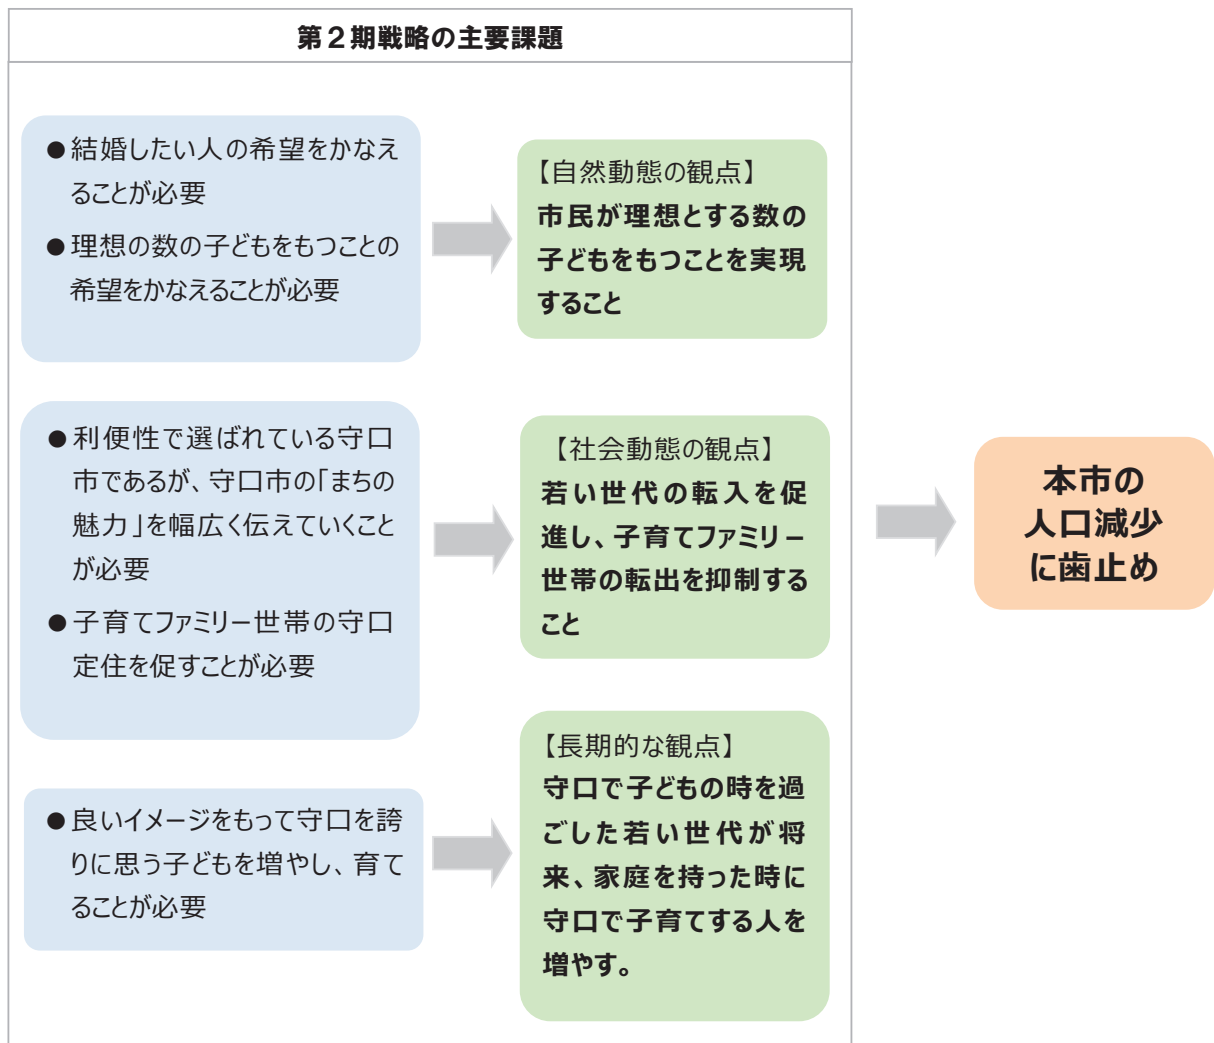 第２期戦略の主要課題
●結婚したい人の希望をかなえ
ることが必要
●理想の数の子どもをもつことの
希望をかなえることが必要
【自然動態の観点】
市民が理想とする数の
子どもをもつことを実現
すること
●利便性で選ばれている守口
市であるが、守口市の「まちの
魅力」を幅広く伝えていくこと
が必要
●子育てファミリー世帯の守口
定住を促すことが必要
【社会動態の観点】
若い世代の転入を促
進し、子育てファミリー
世帯の転出を抑制する
こと
●良いイメージをもって守口を誇
りに思う子どもを増やし、育て
ることが必要
【長期的な観点】
守口で子どもの時を過
ごした若い世代が将
来、家庭を持った時に
守口で子育てする人を
増やす。
本市の
人口減少
に歯止め